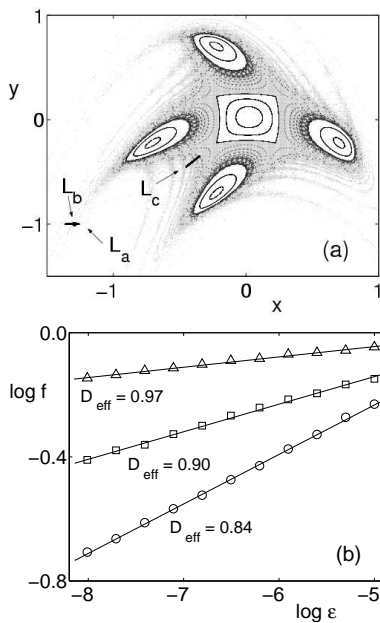 1
y
0
L_b
L_c
L_a
−1
(a)
−1
0
x
1
0.0
log f
D_eff = 0.97
−0.4
D_eff = 0.90
D_eff = 0.84
(b)
−0.8
−8
−7
−6
−5
log ε